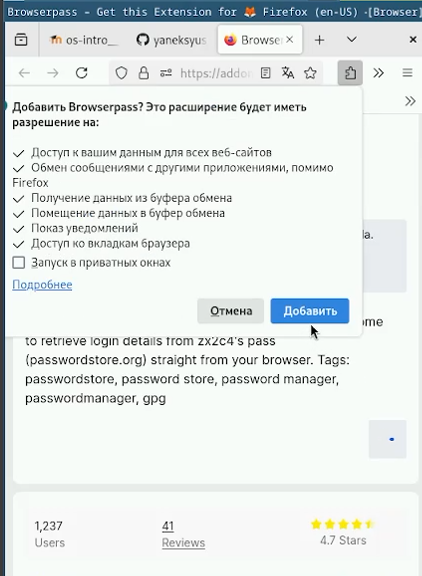 Browserpass - Get this Extension for 🦊 Firefox (en-US) - [Browser]
os-intro_
yaneksyus
Browse
https://addo
Добавить Browserpass? Это расширение будет иметь
разрешение на:
Доступ к вашим данным для всех веб-сайтов
Обмен сообщениями с другими приложениями, помимо
Firefox
Получение данных из буфера обмена
Помещение данных в буфер обмена
Показ уведомлений
Доступ ко вкладкам браузера
Запуск в приватных окнах
Подробнее
Отмена
Добавить
la.
ome
to retrieve login details from zx2c4's pass
(passwordstore.org) straight from your browser. Tags:
passwordstore, password store, password manager,
passwordmanager, gpg
1,237
Users
41
Reviews
4.7 Stars